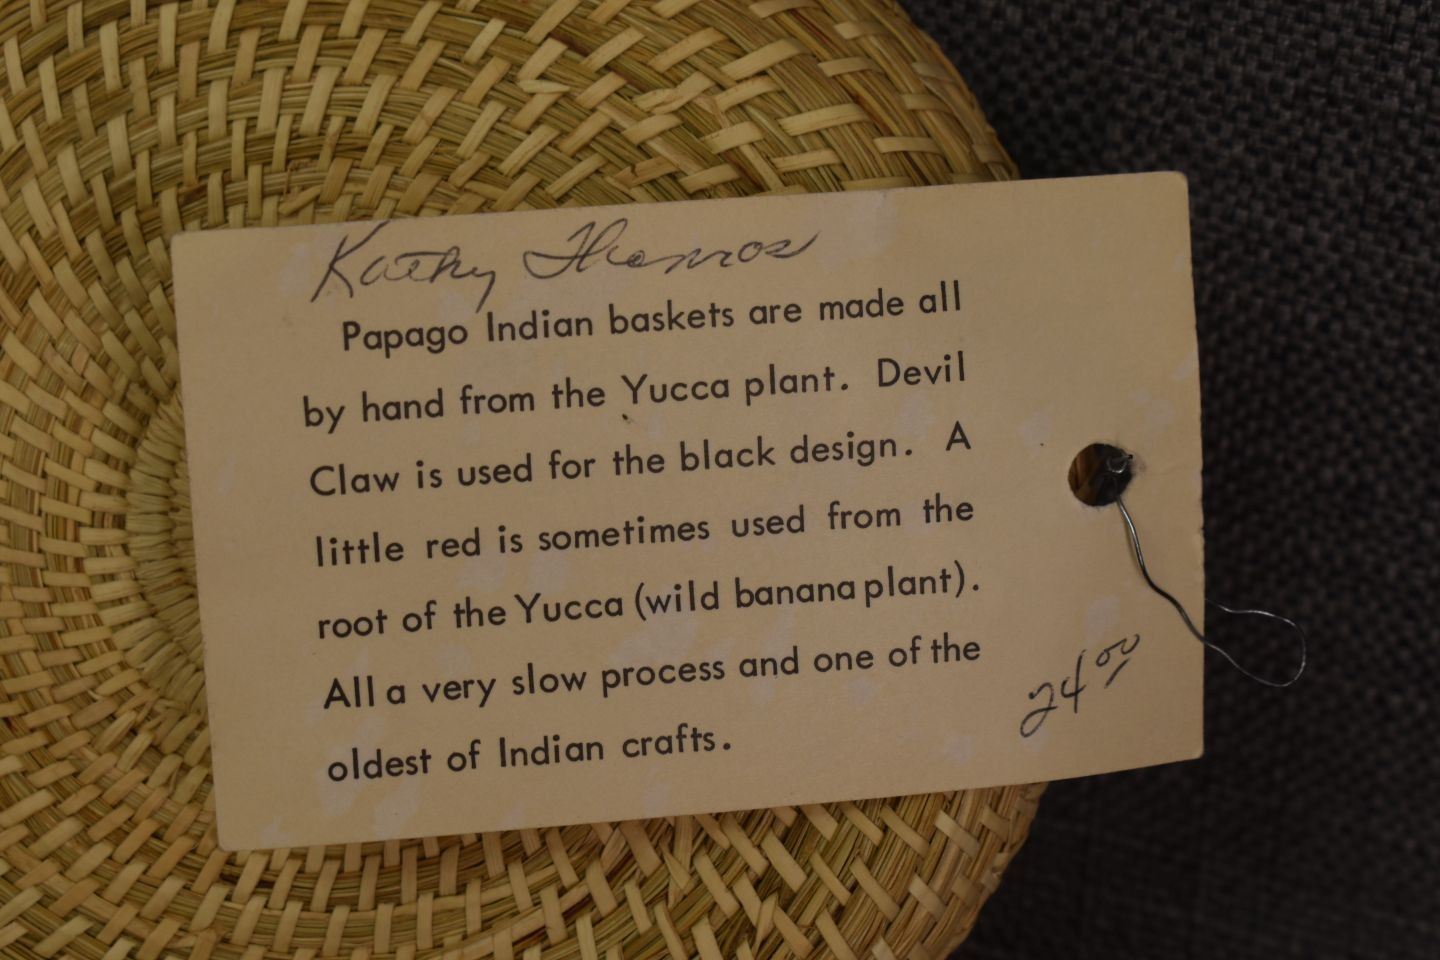 Kathy Thomas
Papago Indian baskets are made all
by hand from the Yucca plant. Devil
Claw is used for the black design. A
little red is sometimes used from the
root of the Yucca (wild banana plant).
All a very slow process and one of the
oldest of Indian crafts.
24 00